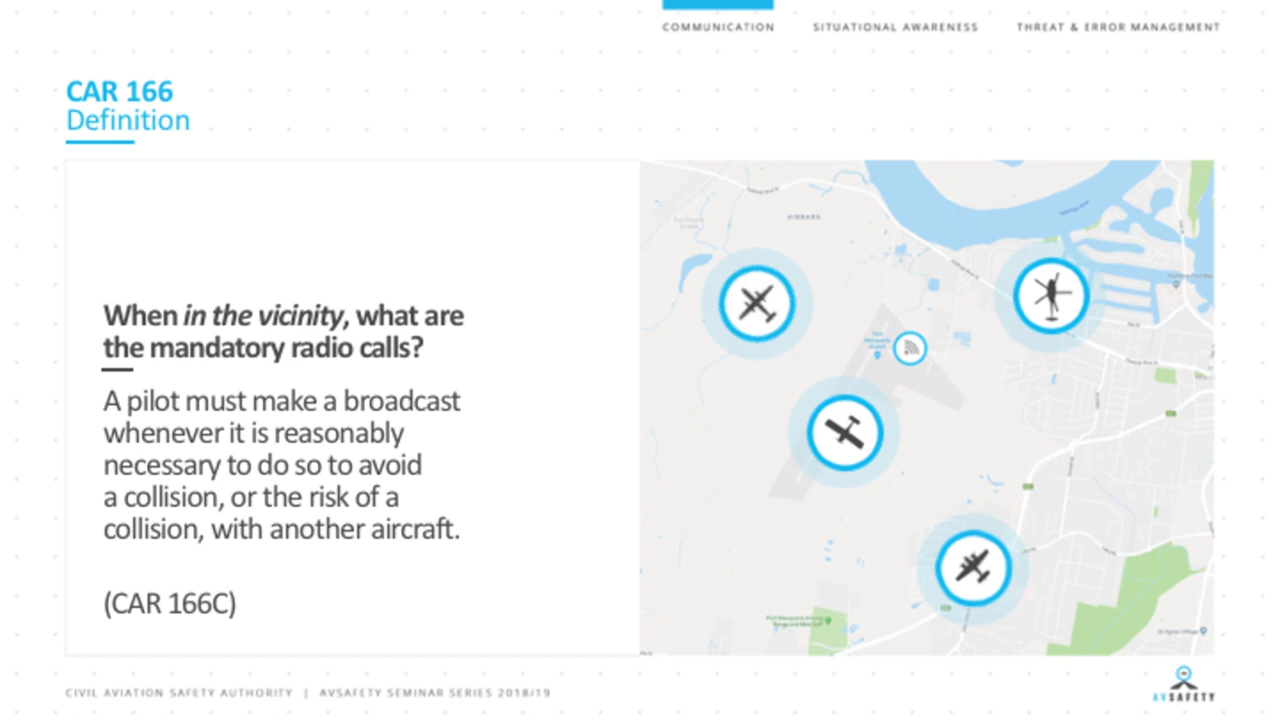 COMMUNICATION
SITUATIONAL AWARENESS
THREAT & ERROR MANAGEMENT
CAR 166
Definition
When in the vicinity, what are
the mandatory radio calls?
A pilot must make a broadcast
whenever it is reasonably
necessary to do so to avoid
a collision, or the risk of a
collision, with another aircraft.
(CAR 166C)
HIBBARD
CIVIL AVIATION SAFETY AUTHORITY | AVSAFETY SEMINAR SERIES 2018/19
AVSAFETY